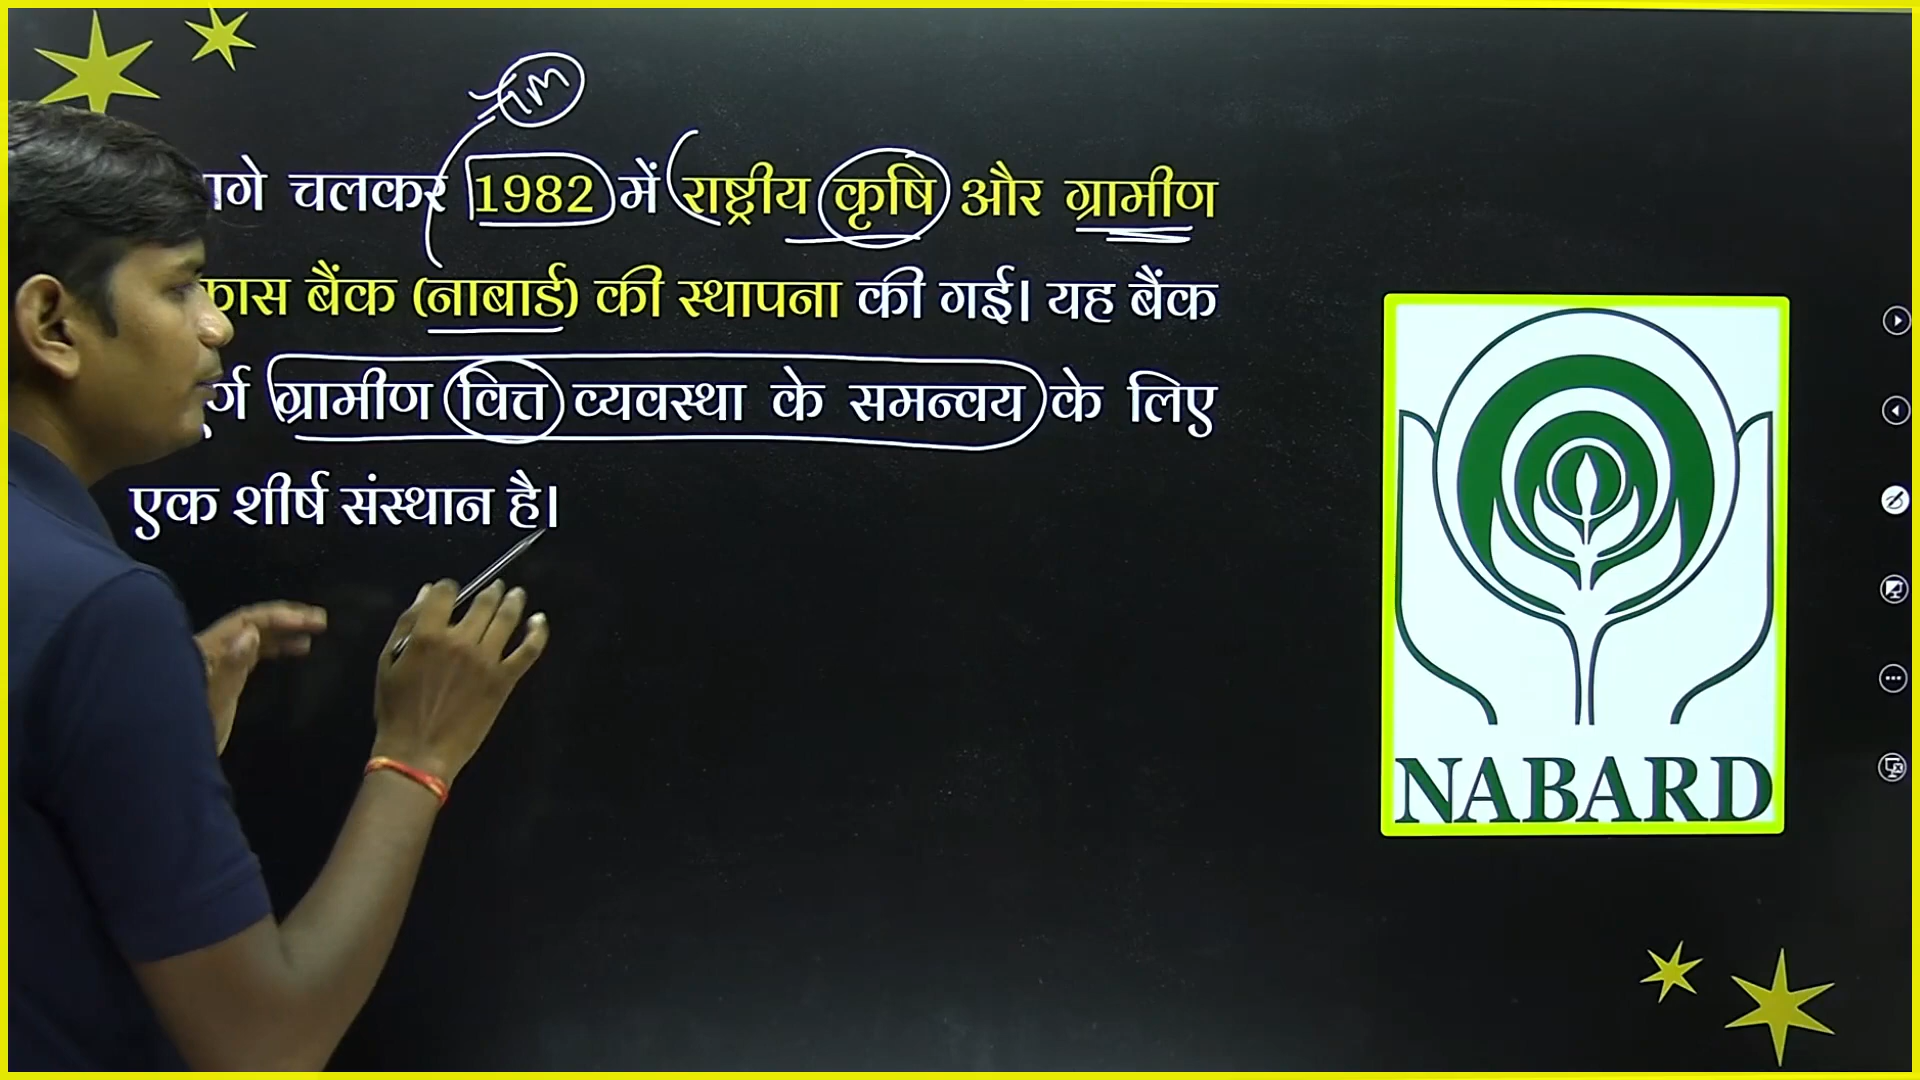 चलकर 1982 में राष्ट्रीय कृषि और ग्रामीण
बैंक (नाबार्ड) की स्थापना की गई। यह बैंक
ग्रामीण वित्त व्यवस्था के समन्वय के लिए
एक शीर्ष संस्थान है।
NABARD